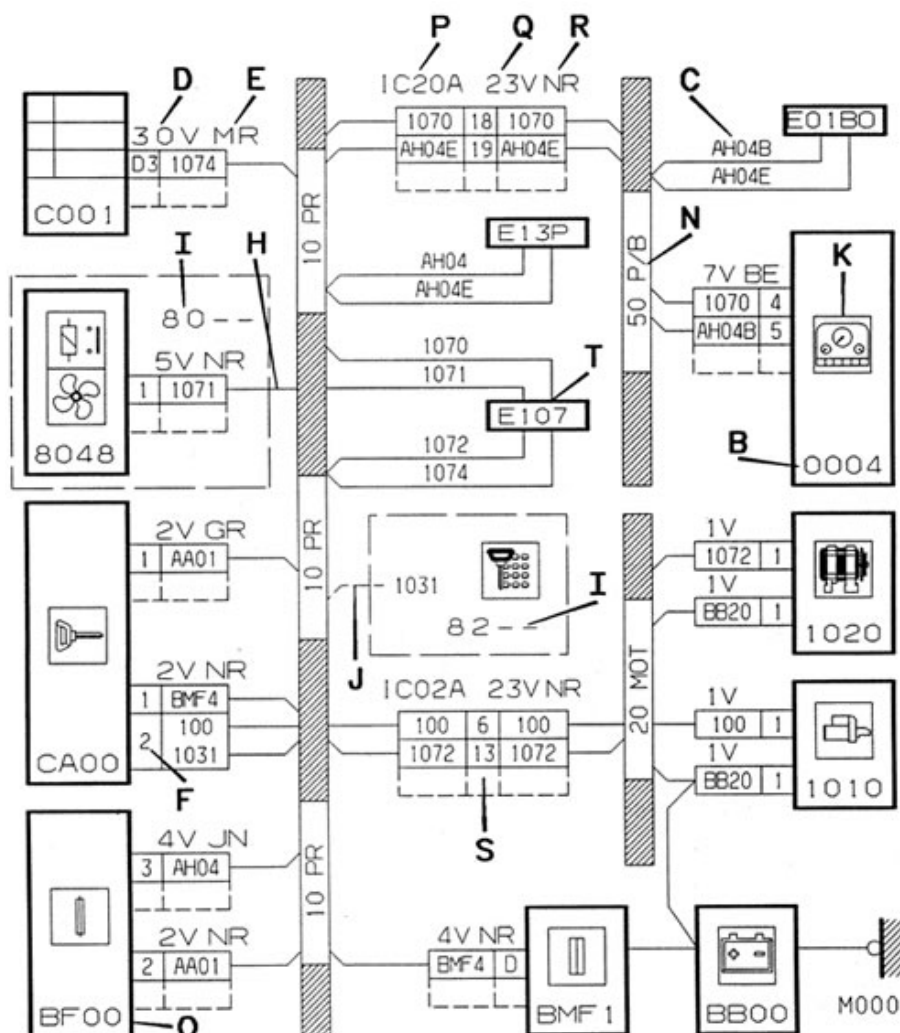 P Q R
1C20A 23V NR
1070 18 1070
AH04E 19 AH04E
D E
30V MR
D3 1074
C001
C
E01B0
AH04B
AH04E
10 PR
E13P
AH04
AH04E
N
50 P/B
K
7V BE
1070 4
AH04B 5
B
0004
I
80--
H
5V NR
1 1071
8048
1070
1071
T
E107
1072
1074
2V GR
1 AA01
10 PR
1031
I
82--
J
1V
1072 1
1V
BB20 1
1020
2V NR
1 BMF4
2 100
1031
CA00
F
1C02A 23V NR
100 6 100
1072 13 1072
S
20 MOT
1V
100 1
1V
BB20 1
1010
4V JN
3 AH04
10 PR
2V NR
2 AA01
BF00
O
4V NR
BMF4 D
BMF1
BB00
M000